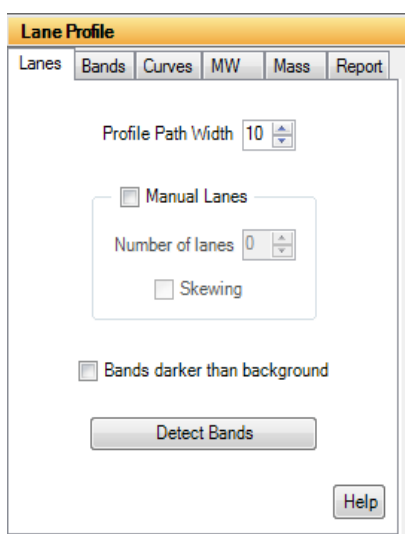 Lane Profile
Lanes Bands Curves MW Mass Report
Profile Path Width 10
Manual Lanes
Number of lanes 0
Skewing
Bands darker than background
Detect Bands
Help